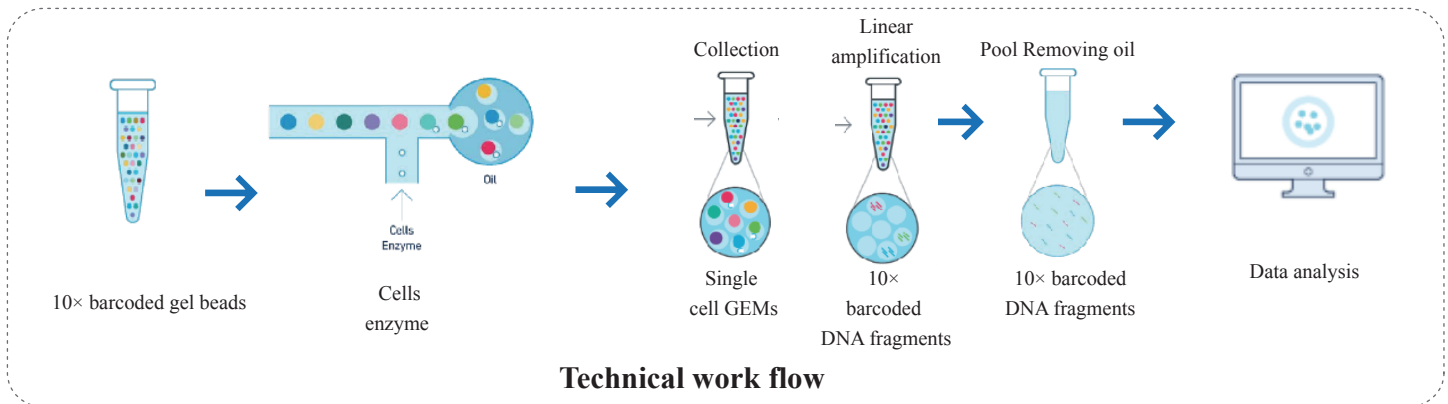 10× barcoded gel beads
Oil
Cells
Enzyme
Cells
enzyme
Collection
Single
cell GEMs
Linear
amplification
10×
barcoded
DNA fragments
Pool Removing oil
10× barcoded
DNA fragments
Data analysis
Technical work flow